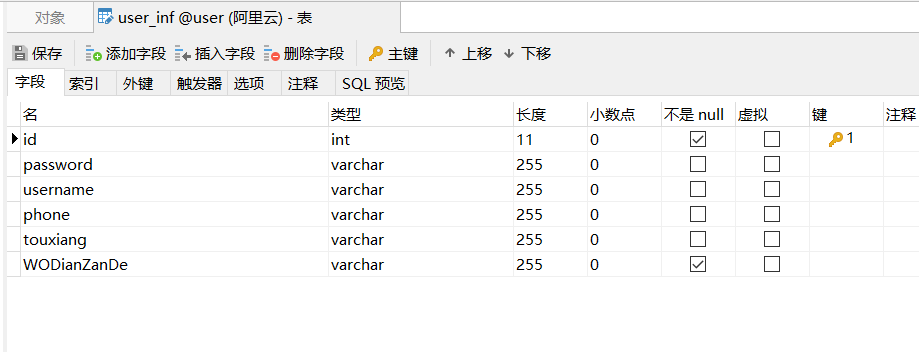 对象 user_inf @user (阿里云) - 表
保存 添加字段 插入字段 删除字段 主键 上移 下移
字段 索引 外键 触发器 选项 注释 SQL 预览
名 类型 长度 小数点 不是 null 虚拟 键 注释
id int 11 0 1
password varchar 255 0
username varchar 255 0
phone varchar 255 0
touxiang varchar 255 0
WODianZanDe varchar 255 0